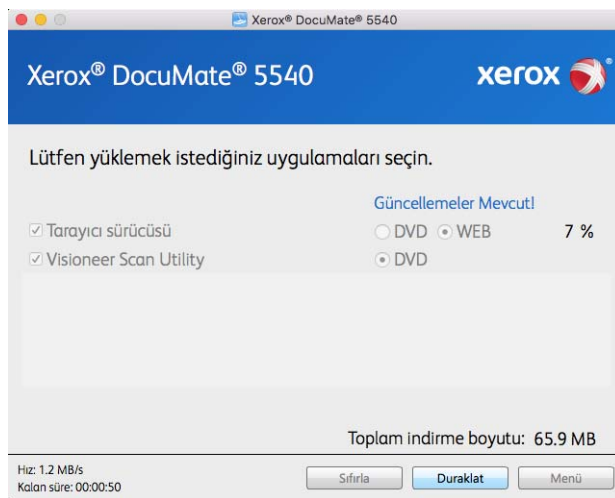 Xerox® DocuMate® 5540
Xerox® DocuMate® 5540
xerox ®
Lütfen yüklemek istediğiniz uygulamaları seçin.
Güncellemeler Mevcut!
Tarayıcı sürücüsü DVD WEB 7 %
Visioneer Scan Utility DVD
Toplam indirme boyutu: 65.9 MB
Hız: 1.2 MB/s
Kalan süre: 00:00:50
Sıfırla Duraklat Menü